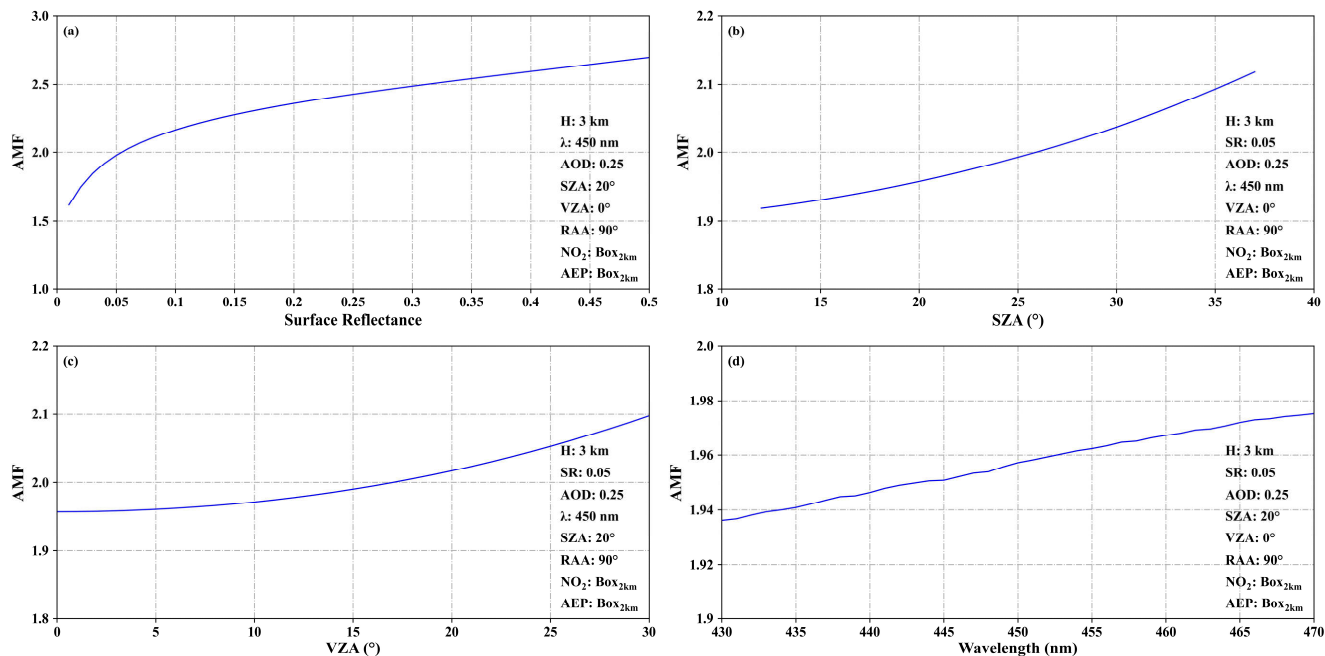 (a)
AMF
3.0
2.5
2.0
1.5
1.0
H: 3 km
λ: 450 nm
AOD: 0.25
SZA: 20°
VZA: 0°
RAA: 90°
NO₂: Box₂ₖₘ
AEP: Box₂ₖₘ
0 0.05 0.1 0.15 0.2 0.25 0.3 0.35 0.4 0.45 0.5
Surface Reflectance
(b)
AMF
2.2
2.1
2.0
1.9
1.8
H: 3 km
SR: 0.05
AOD: 0.25
λ: 450 nm
VZA: 0°
RAA: 90°
NO₂: Box₂ₖₘ
AEP: Box₂ₖₘ
10 15 20 25 30 35 40
SZA (°)
(c)
AMF
2.2
2.1
2.0
1.9
1.8
H: 3 km
SR: 0.05
AOD: 0.25
λ: 450 nm
SZA: 20°
RAA: 90°
NO₂: Box₂ₖₘ
AEP: Box₂ₖₘ
0 5 10 15 20 25 30
VZA (°)
(d)
AMF
2.0
1.98
1.96
1.94
1.92
1.9
H: 3 km
SR: 0.05
AOD: 0.25
SZA: 20°
VZA: 0°
RAA: 90°
NO₂: Box₂ₖₘ
AEP: Box₂ₖₘ
430 435 440 445 450 455 460 465 470
Wavelength (nm)